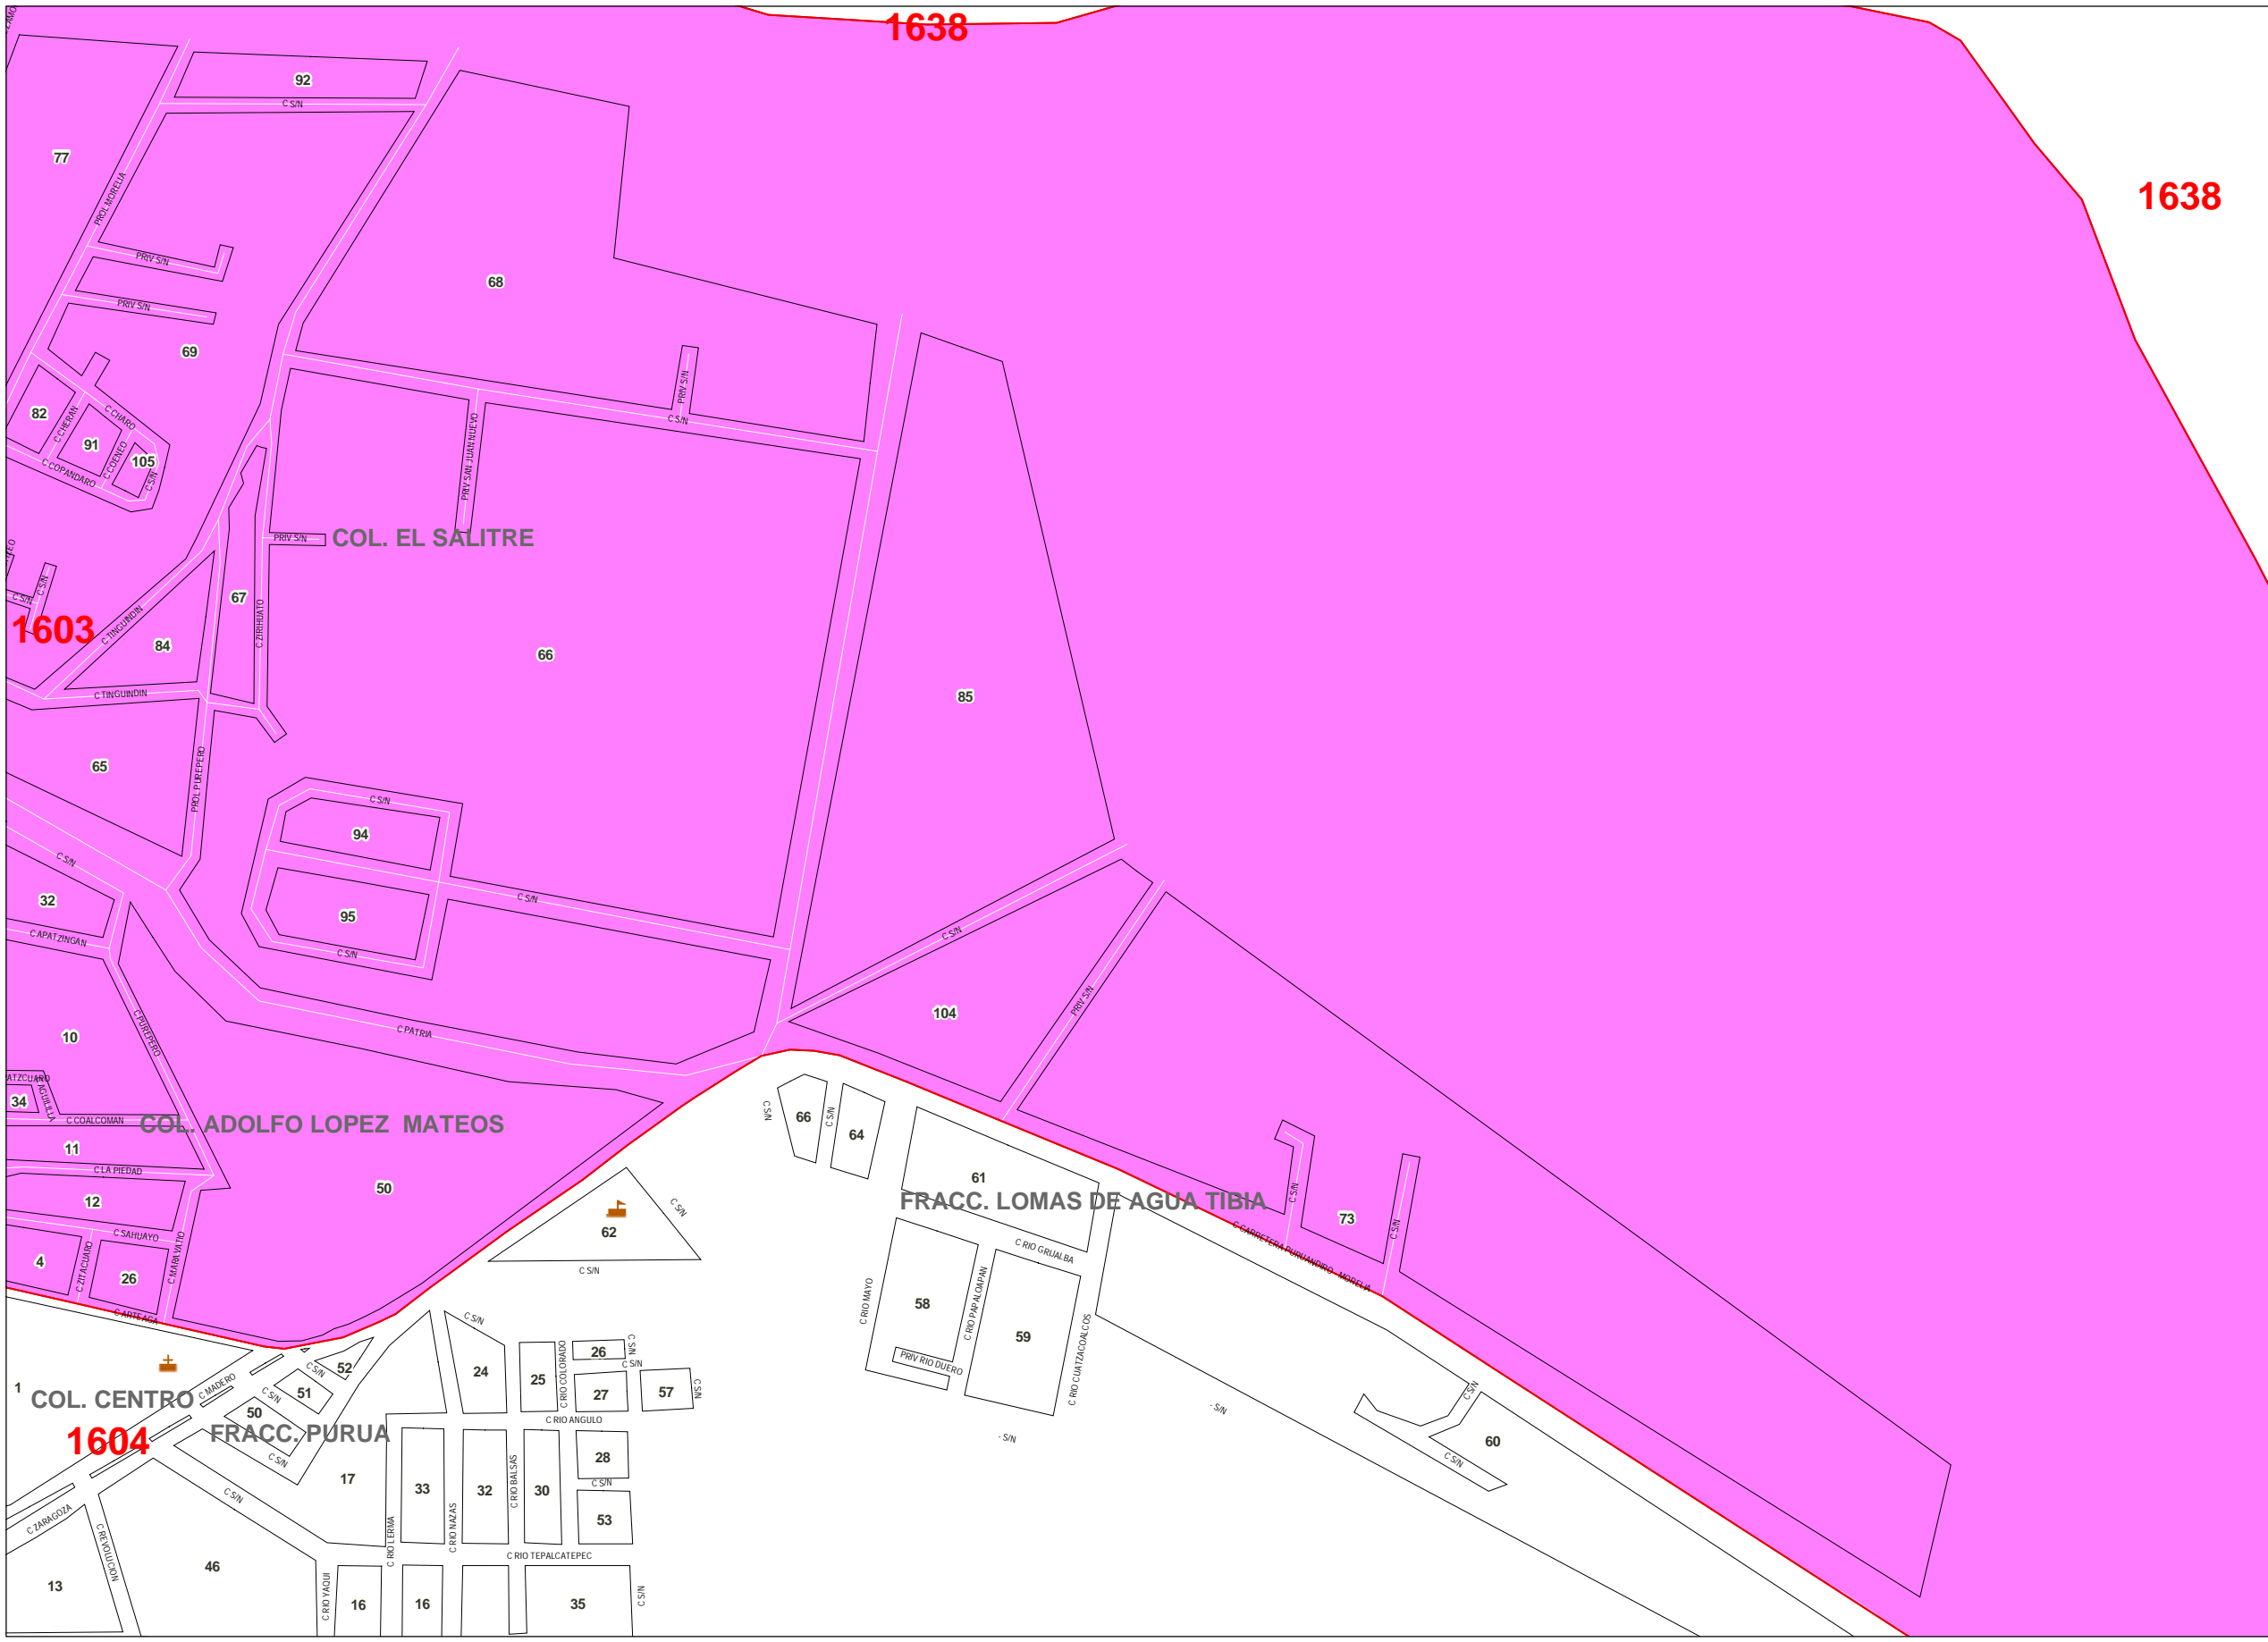 1638
1638
92
C S/N
77
PROL MORELIA
PRIV S/N
68
PRIV S/N
69
PRIV S/N
C S/N
82
C CHERAN
C CHARO
91
C COENEO
105
C S/N
C COPANDARO
PRIV SAN JUAN NUEVO
COL. EL SALITRE
PRIV S/N
C S/N
C S/N
67
1603
C TINGUINDIN
C ZIRIHUATO
84
66
C TINGUINDIN
85
65
PROL PUREPERO
C S/N
94
C S/N
32
95
C S/N
C APATZINGAN
C S/N
C S/N
PRIV S/N
104
C PUREPERO
C PATRIA
10
ATZCUARO
34
C AGUILILLA
C COALCOMAN
COL. ADOLFO LOPEZ MATEOS
11
C LA PIEDAD
12
50
C SAHUAYO
4
C ZITACUARO
26
C MARAVATIO
C ARTEAGA
C S/N
66
C S/N
64
61
FRACC. LOMAS DE AGUA TIBIA
C S/N
73
C S/N
C CARRETERA PURUANDIRO - MORELIA
62
C S/N
C S/N
C RIO GRIJALBA
C RIO MAYO
58
C RIO PAPALOAPAN
59
C RIO CUATZACOALCOS
PRIV RIO DUERO
C S/N
24
25
C RIO COLORADO
26
C S/N
C S/N
27
57
C S/N
C RIO ANGULO
52
C S/N
51
C S/N
50
C MADERO
1
COL. CENTRO
1604
FRACC. PURUA
C S/N
17
C S/N
33
32
C RIO BALSAS
30
28
C S/N
53
C RIO LERMA
C RIO NAZAS
C RIO TEPALCATEPEC
C ZARAGOZA
C REVOLUCION
13
46
C RIO YAQUI
16
16
35
C S/N
- S/N
- S/N
C S/N
60
C S/N